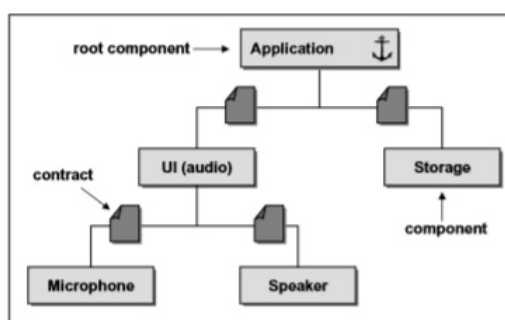 root component
Application
UI (audio)
Storage
contract
component
Microphone
Speaker